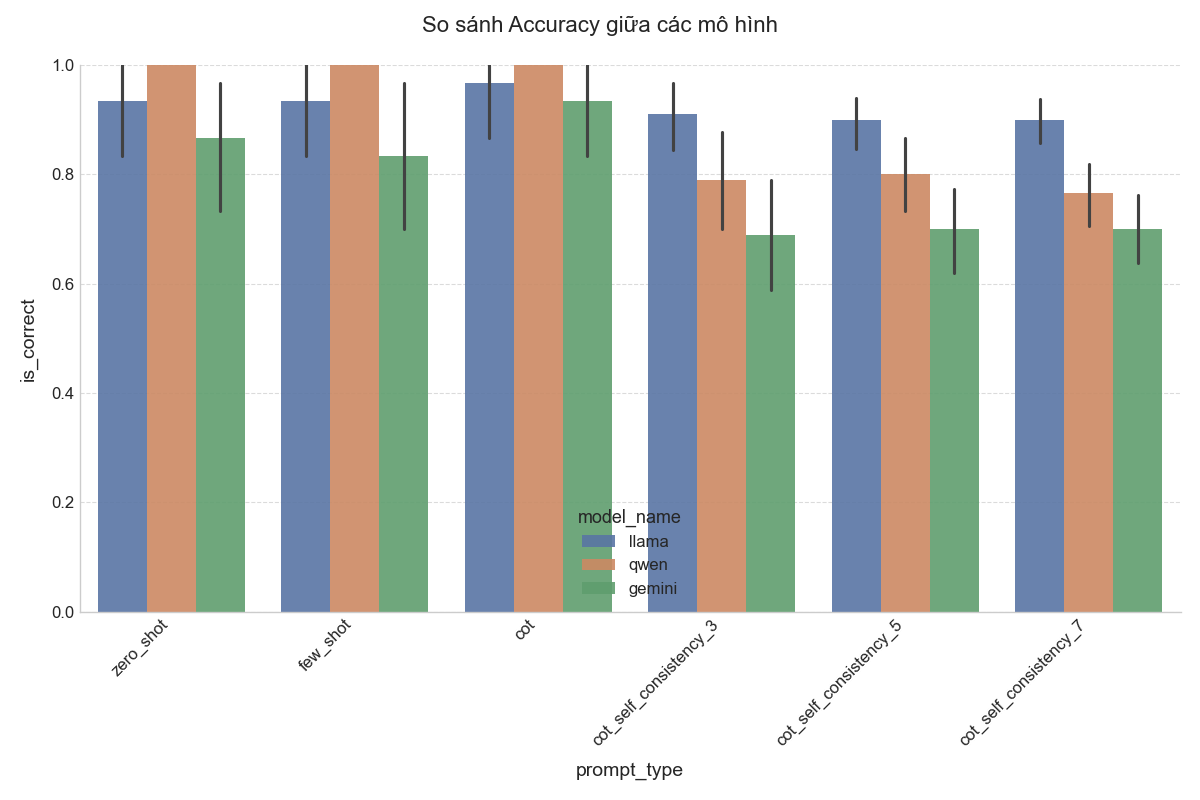 So sánh Accuracy giữa các mô hình
1.0
0.8
0.6
0.4
0.2
0.0
is_correct
model_name
llama
qwen
gemini
zero_shot
few_shot
cot
cot_self_consistency_3
cot_self_consistency_5
cot_self_consistency_7
prompt_type